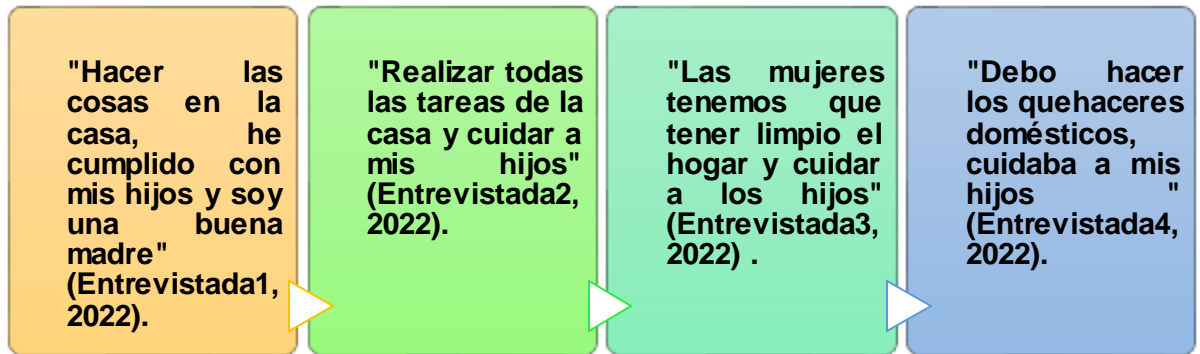 "Hacer las
cosas en la
casa, he
cumplido con
mis hijos y soy
una buena
madre"
(Entrevistada1,
2022).
"Realizar todas
las tareas de la
casa y cuidar a
mis hijos"
(Entrevistada2,
2022).
"Las mujeres
tenemos que
tener limpio el
hogar y cuidar
a los hijos"
(Entrevistada3,
2022) .
"Debo hacer
los quehaceres
domésticos,
cuidaba a mis
hijos "
(Entrevistada4,
2022).